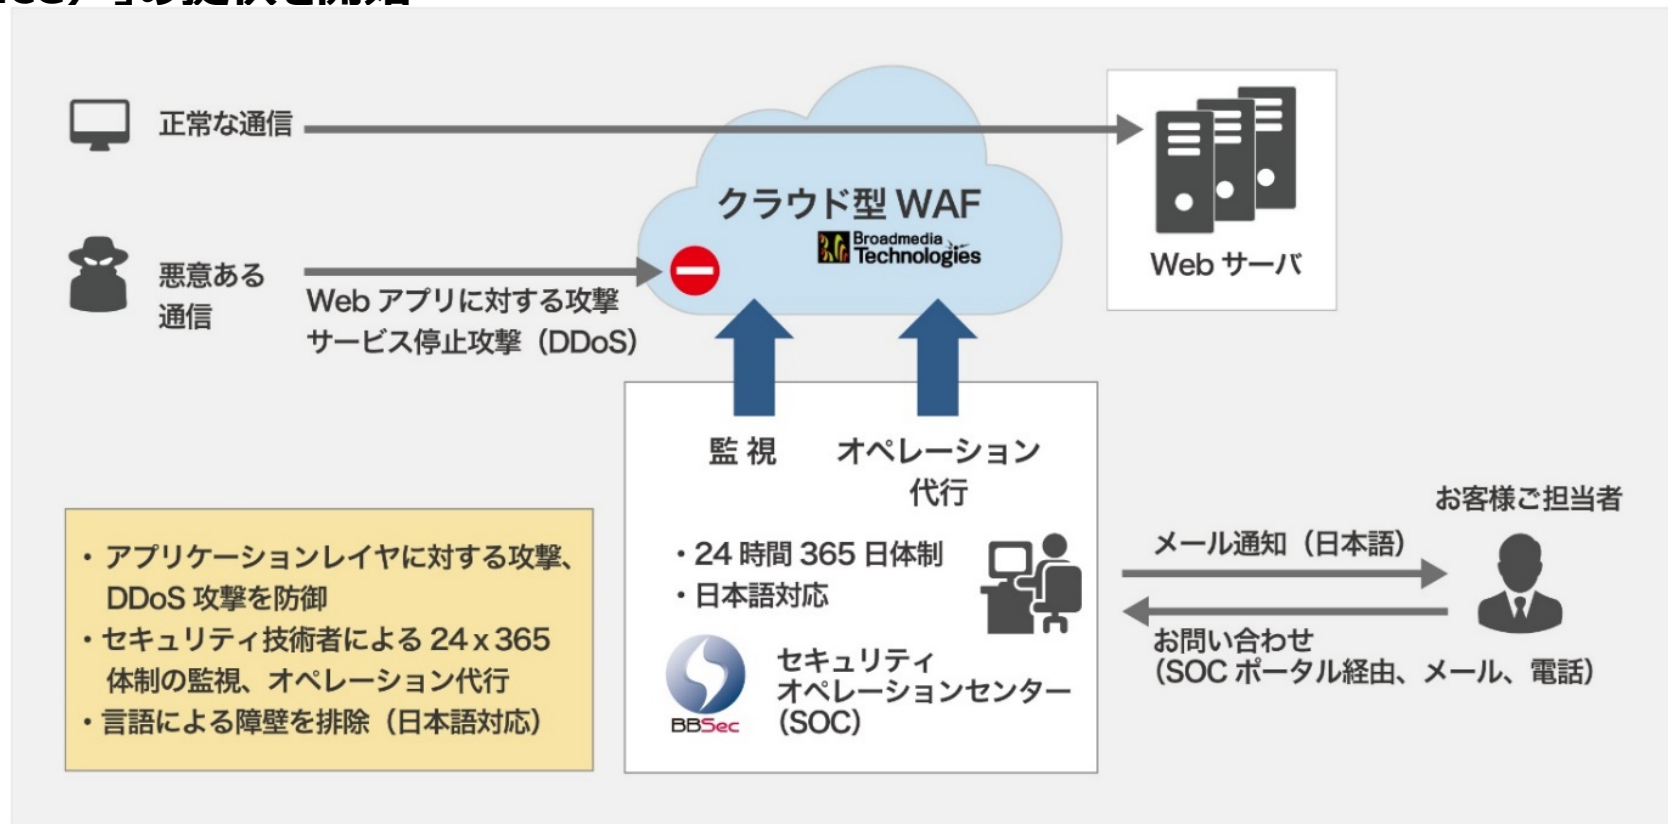 の提供を開始
正常な通信
クラウド型 WAF
Broadmedia
Technologies
Web サーバ
悪意ある
通信
Web アプリに対する攻撃
サービス停止攻撃（DDoS）
監 視
オペレーション
代行
・24 時間 365 日体制
・日本語対応
BBSec
セキュリティ
オペレーションセンター
（SOC）
お客様ご担当者
メール通知（日本語）
お問い合わせ
（SOC ポータル経由、メール、電話）
・ アプリケーションレイヤに対する攻撃、
DDoS 攻撃を防御
・セキュリティ技術者による 24 x 365
体制の監視、オペレーション代行
・言語による障壁を排除（日本語対応）